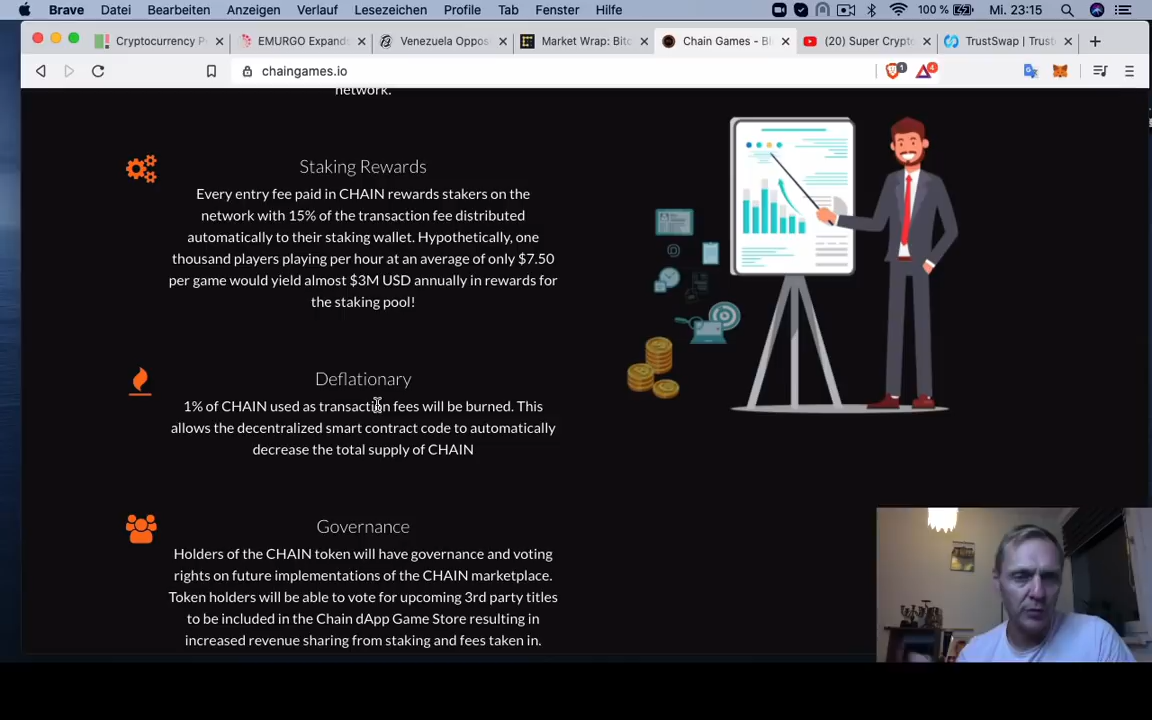 Brave Datei Bearbeiten Anzeigen Verlauf Lesezeichen Profile Tab Fenster Hilfe 100 % Mi. 23:15
Cryptocurrency P EMURGO Expand Venezuela Oppos Market Wrap: Bitc Chain Games - Bl (20) Super Crypto TrustSwap | Trust
chaingames.io 1 4
network.
Staking Rewards
Every entry fee paid in CHAIN rewards stakers on the
network with 15% of the transaction fee distributed
automatically to their staking wallet. Hypothetically, one
thousand players playing per hour at an average of only $7.50
per game would yield almost $3M USD annually in rewards for
the staking pool!
Deflationary
1% of CHAIN used as transaction fees will be burned. This
allows the decentralized smart contract code to automatically
decrease the total supply of CHAIN
Governance
Holders of the CHAIN token will have governance and voting
rights on future implementations of the CHAIN marketplace.
Token holders will be able to vote for upcoming 3rd party titles
to be included in the Chain dApp Game Store resulting in
increased revenue sharing from staking and fees taken in.